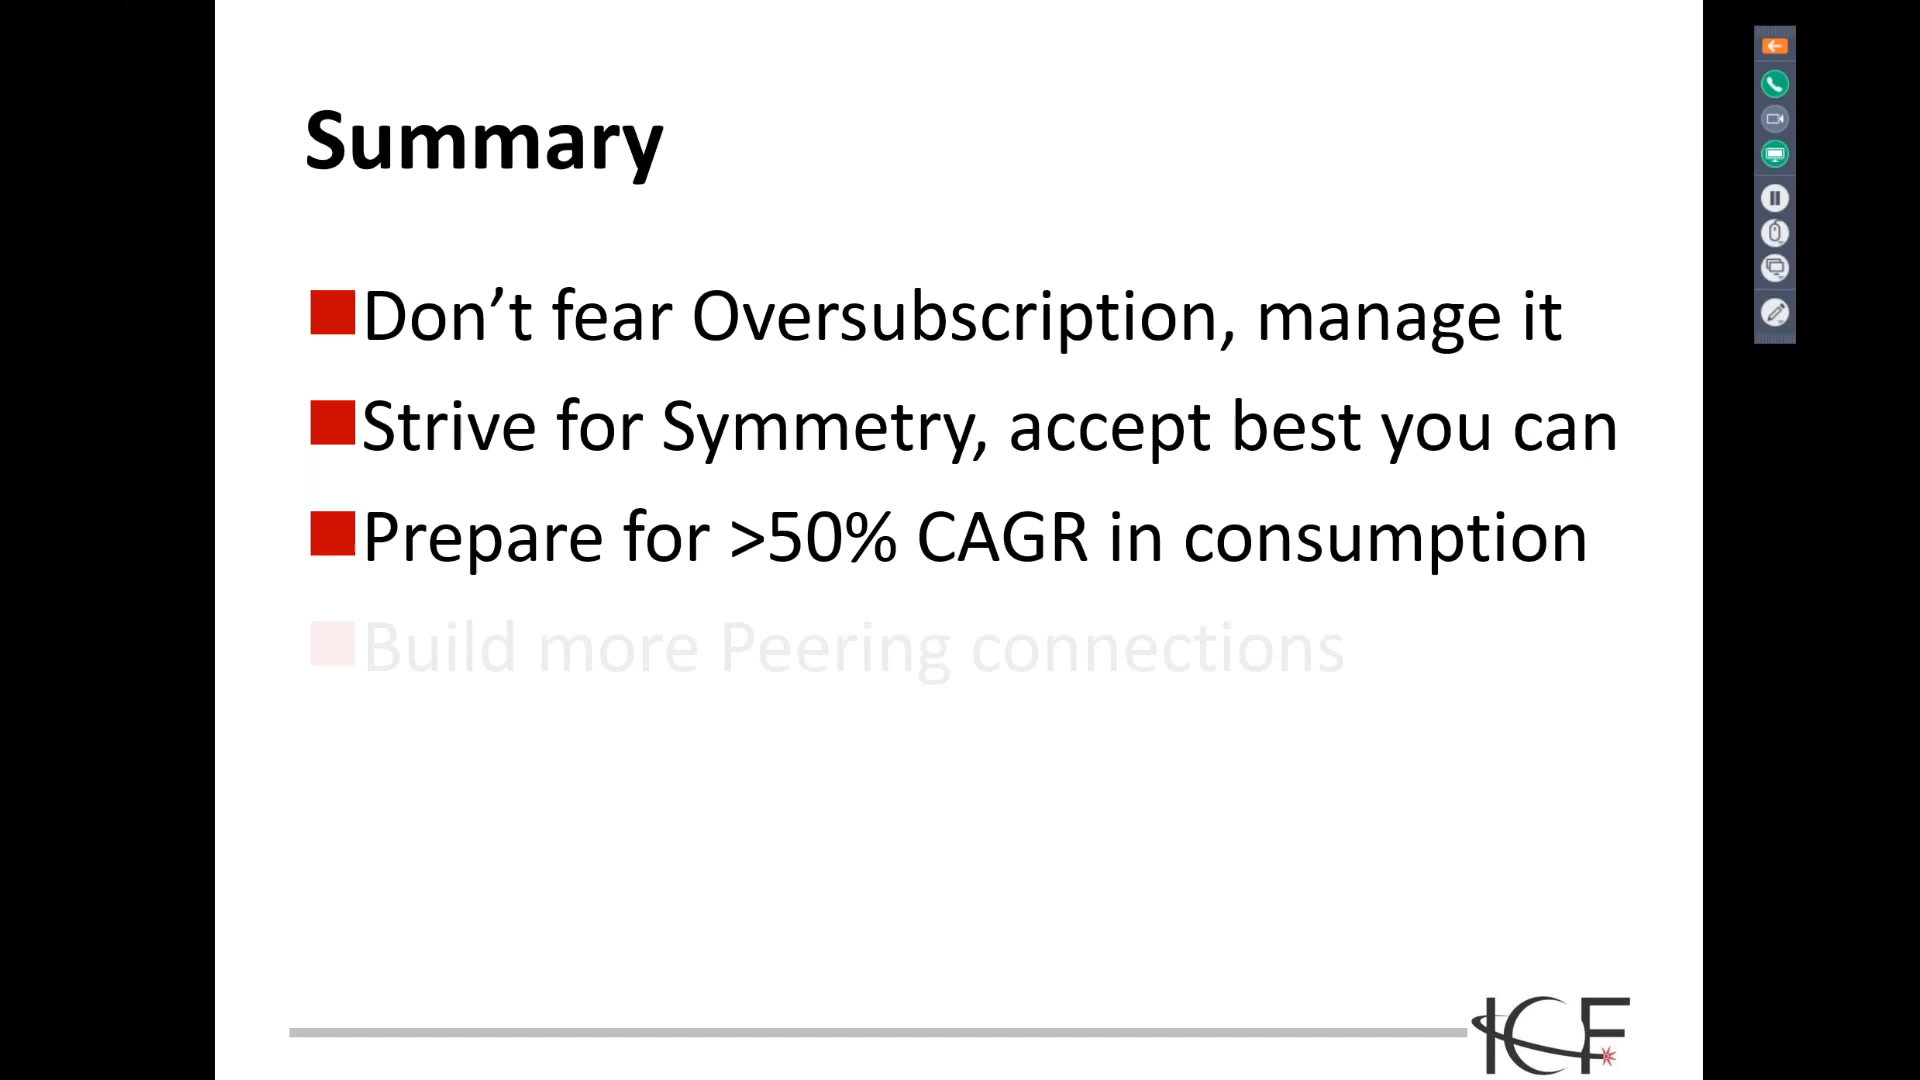 Summary
Don’t fear Oversubscription, manage it
Strive for Symmetry, accept best you can
Prepare for >50% CAGR in consumption
Build more Peering connections
ICF